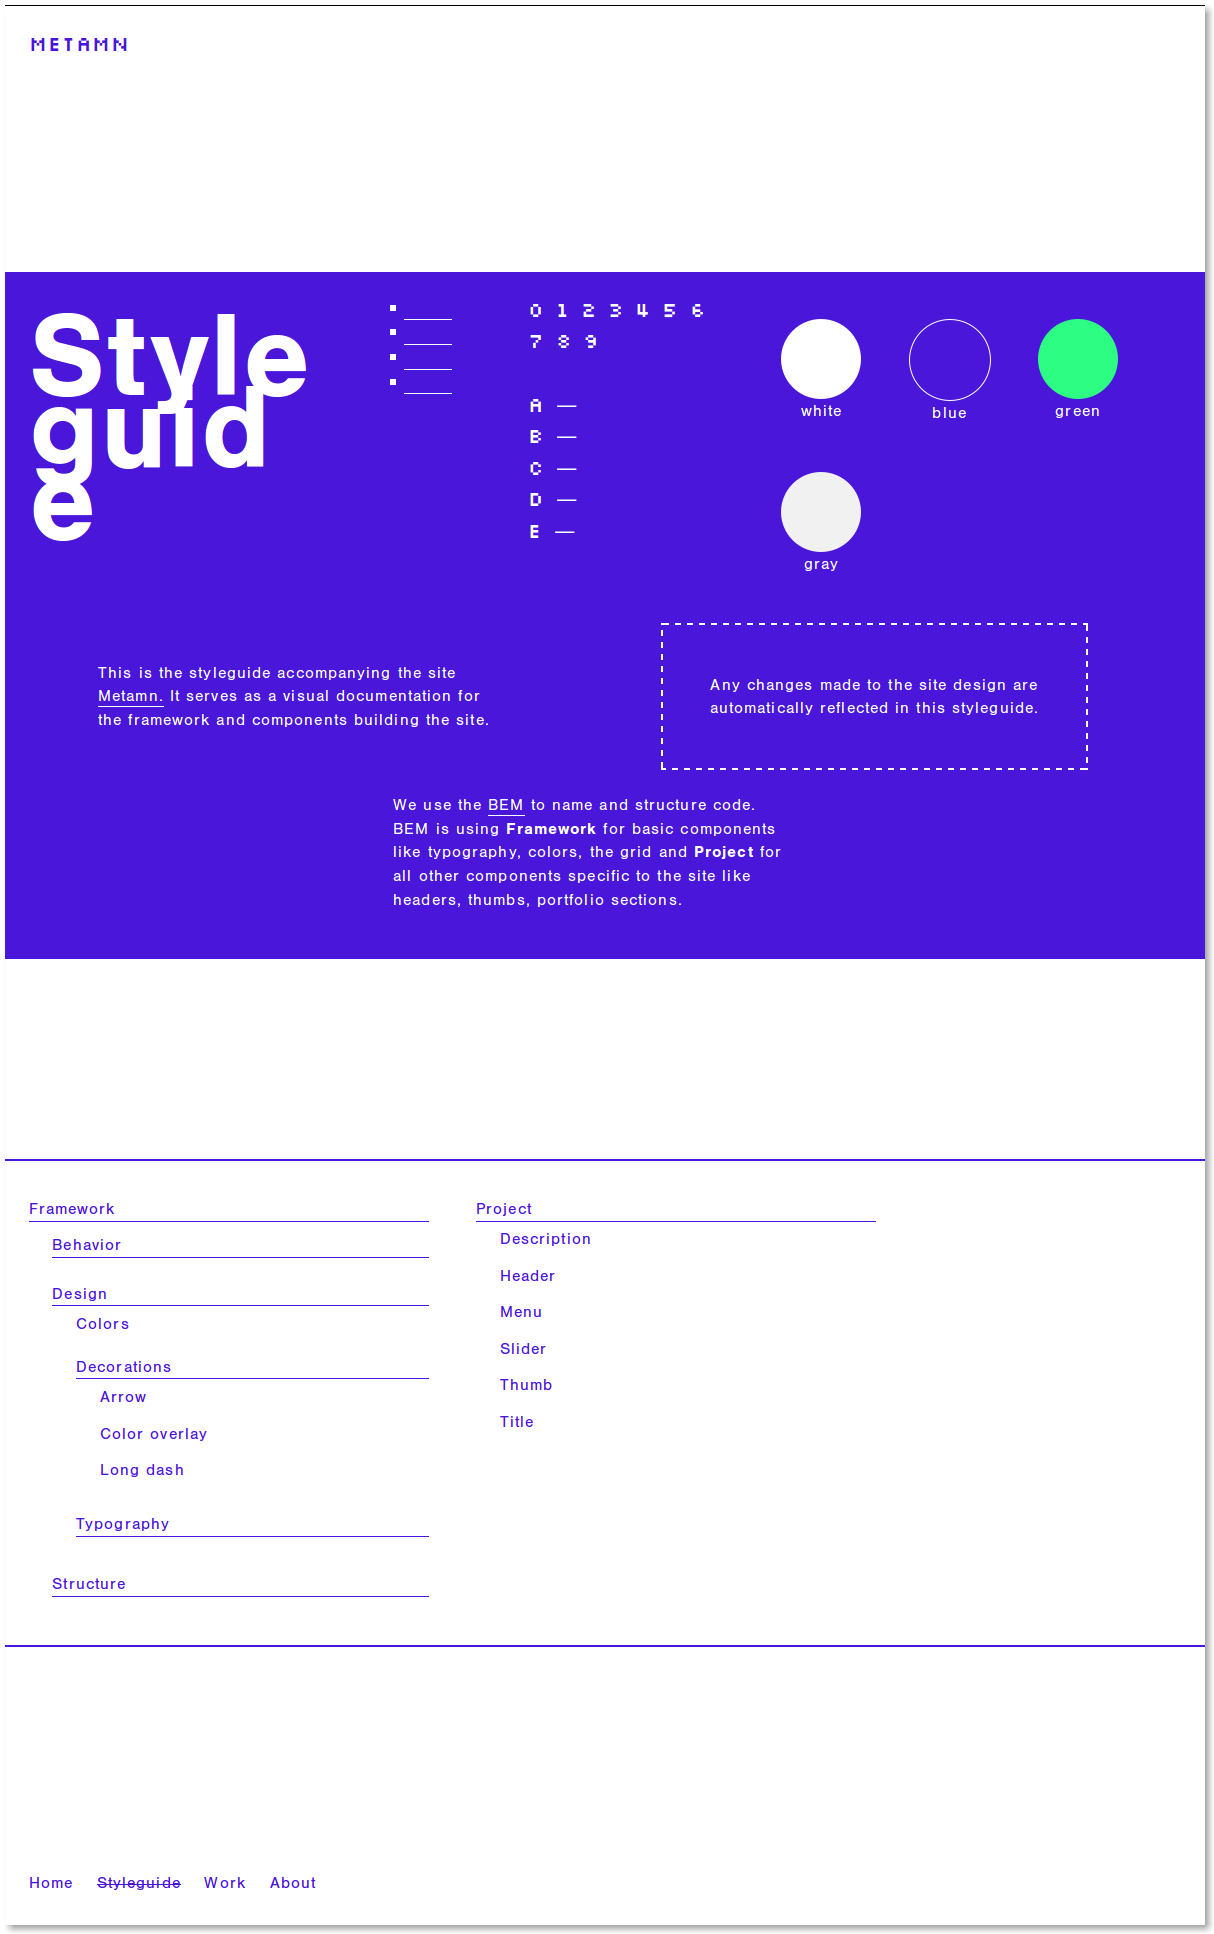 METAMN
Style
guid
e
0 1 2 3 4 5 6
7 8 9
A —
B —
C —
D —
E —
white
blue
green
gray
This is the styleguide accompanying the site
Metamn. It serves as a visual documentation for
the framework and components building the site.
Any changes made to the site design are
automatically reflected in this styleguide.
We use the BEM to name and structure code.
BEM is using Framework for basic components
like typography, colors, the grid and Project for
all other components specific to the site like
headers, thumbs, portfolio sections.
Framework
Behavior
Design
Colors
Decorations
Arrow
Color overlay
Long dash
Typography
Structure
Project
Description
Header
Menu
Slider
Thumb
Title
Home Styleguide Work About